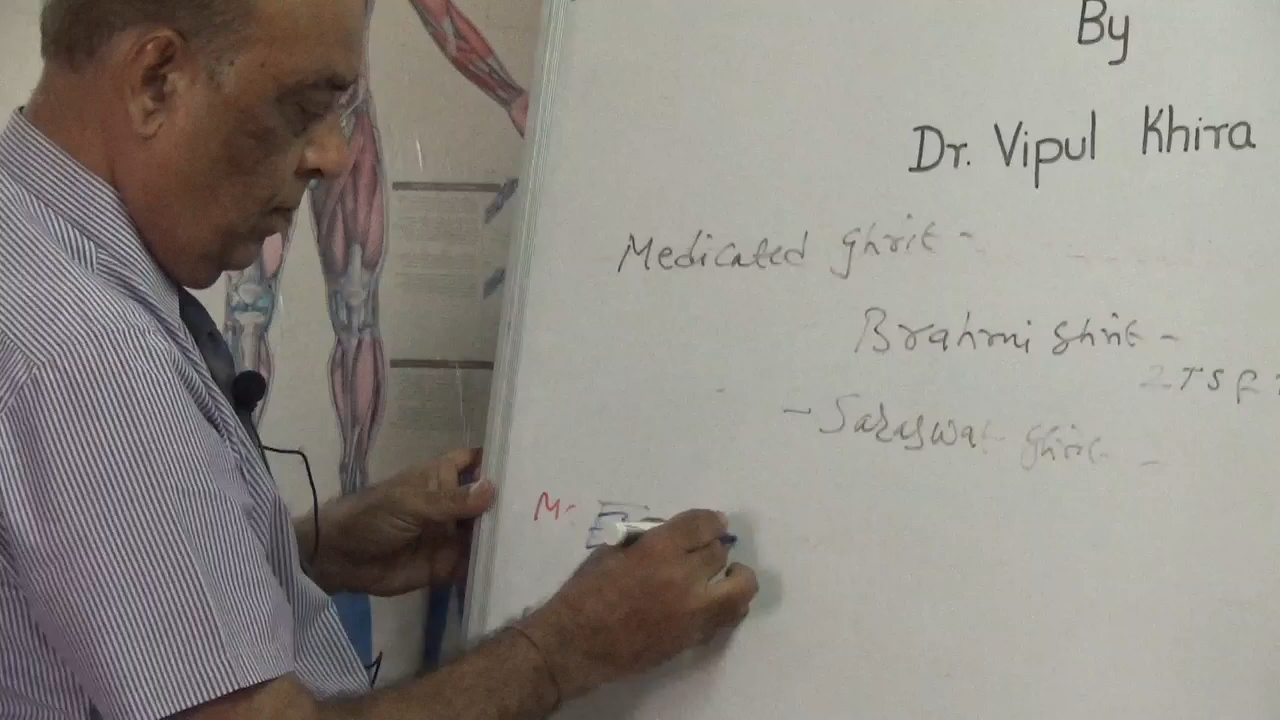 By
Dr. Vipul Khira
Medicated Ghrit -
Brahmi Ghrit -
2 TSF
- Saraswat Ghrit -
M-